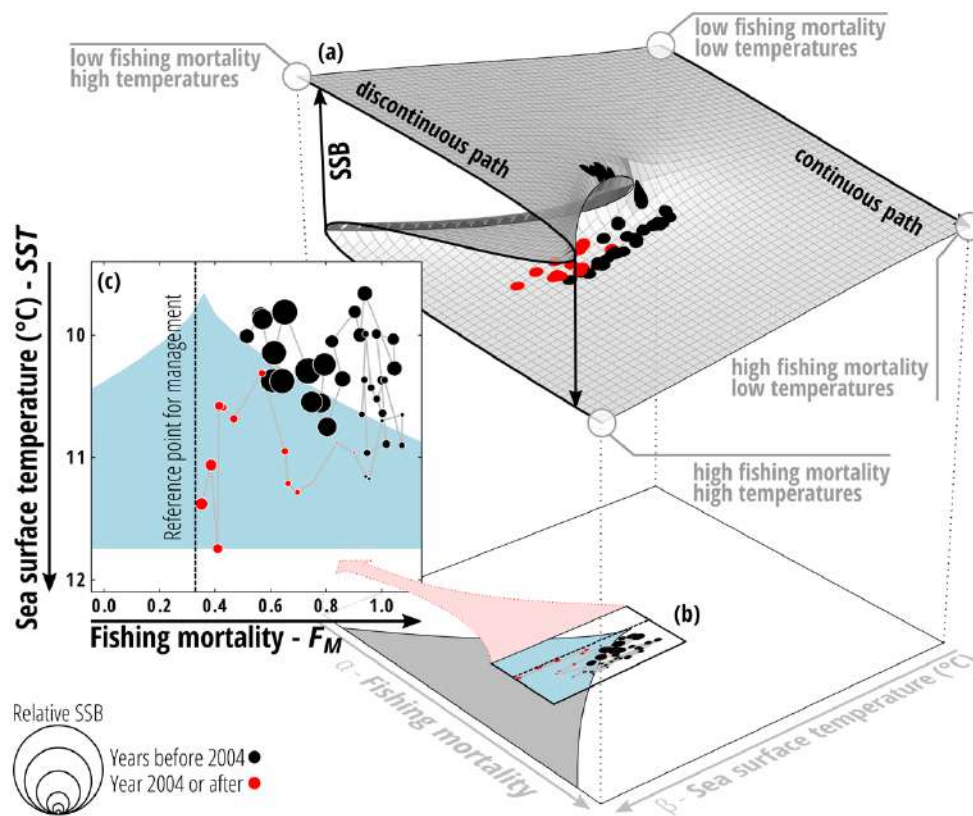 low fishing mortality
low temperatures
low fishing mortality
high temperatures
(a)
discontinuous path
continuous path
SSB
high fishing mortality
low temperatures
high fishing mortality
high temperatures
Sea surface temperature (°C) - SST
(c)
Reference point for management
10
11
12
0.0 0.2 0.4 0.6 0.8 1.0
Fishing mortality - FM
(b)
α - Fishing mortality
β - Sea surface temperature (°C)
Relative SSB
Years before 2004
Year 2004 or after